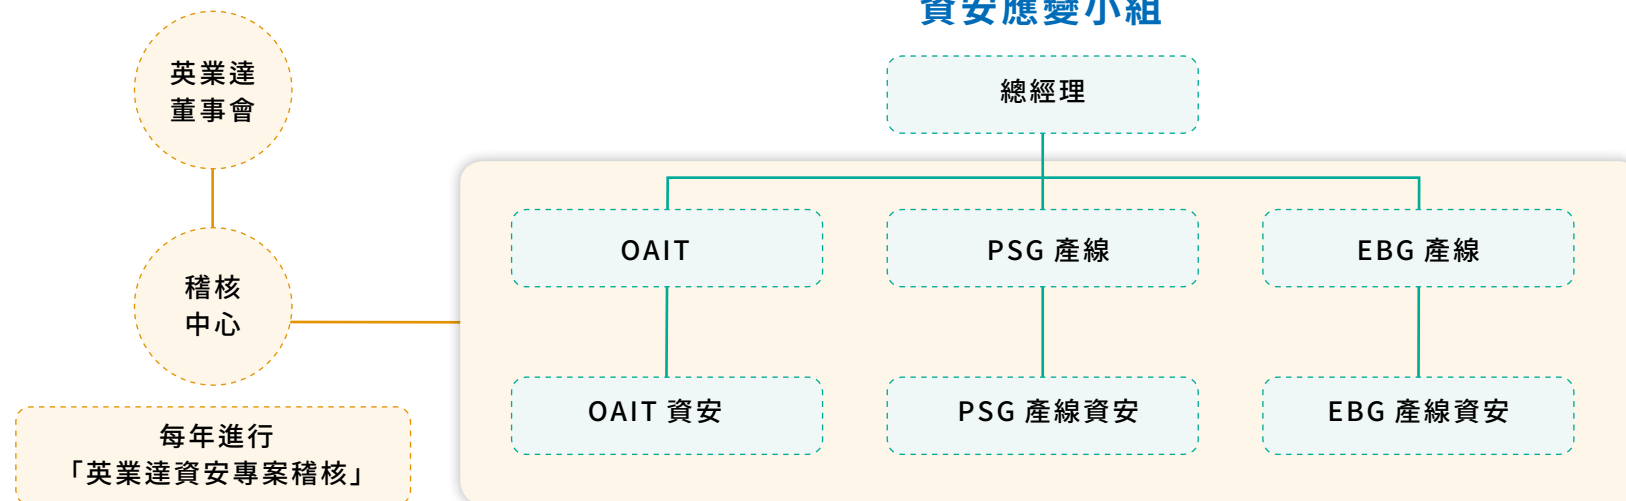 資安應變小組
英業達
董事會
總經理
稽核
中心
OAIT
PSG 產線
EBG 產線
OAIT 資安
PSG 產線資安
EBG 產線資安
每年進行
「英業達資安專案稽核」